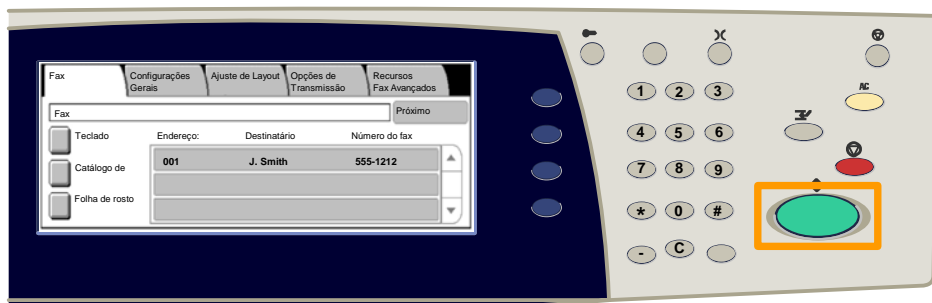 Fax
Configurações Gerais
Ajuste de Layout
Opções de Transmissão
Recursos Fax Avançados
Fax
Próximo
Teclado
Endereço: Destinatário Número do fax
001 J. Smith 555-1212
Catálogo de
Folha de rosto
1 2 3
4 5 6
7 8 9
* 0 #
- C
AC